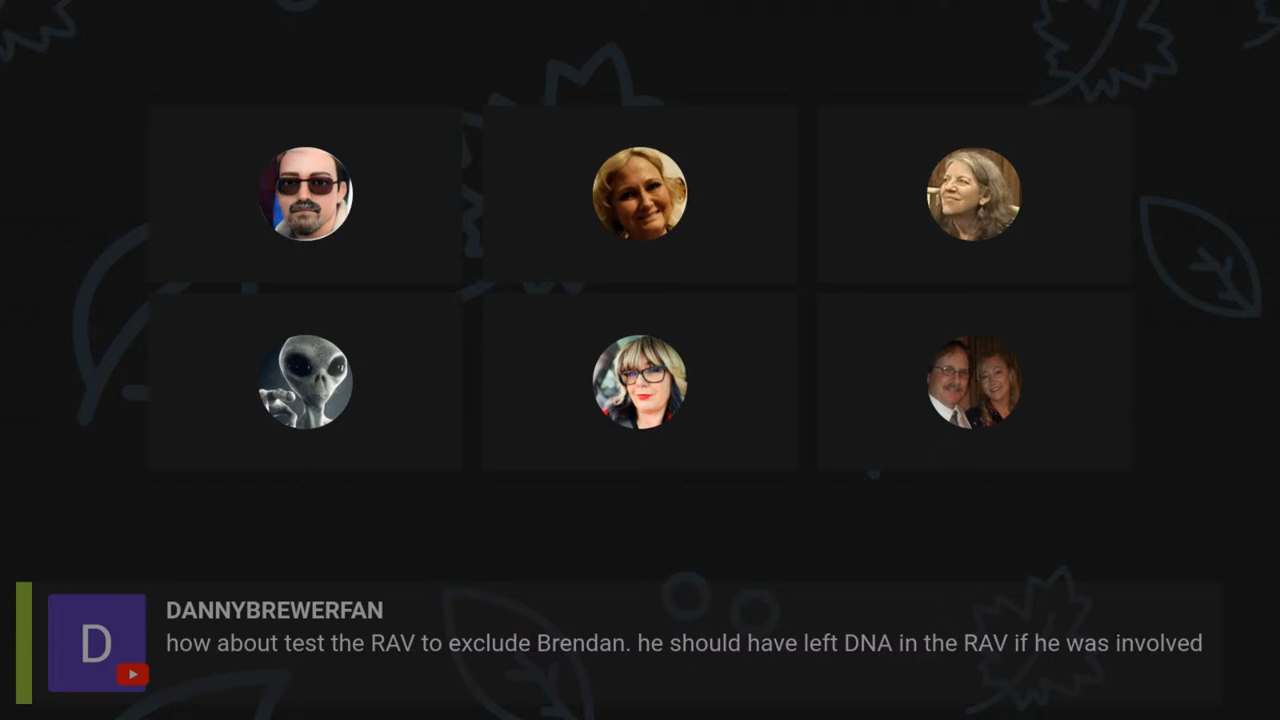 DANNYBREWERFAN
D
how about test the RAV to exclude Brendan. he should have left DNA in the RAV if he was involved